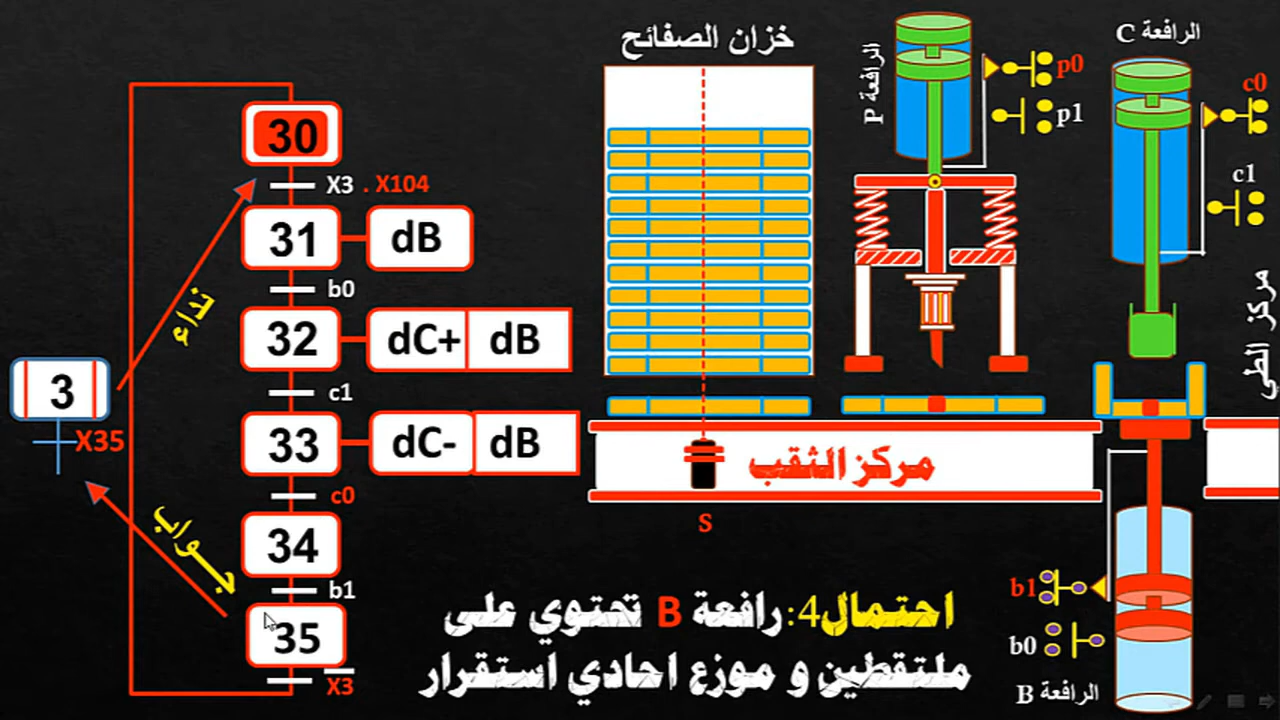 30
X3 . X104
31
dB
b0
32
dC+
dB
c1
33
dC-
dB
c0
34
b1
35
X3
3
X35
نداء
جواب
خزان الصفائح
الرافعة P
p0
p1
الرافعة C
c0
c1
مركز الطي
مركز الثقب
S
b1
b0
الرافعة B
احتمال4:رافعة B تحتوي على
ملتقطين و موزع احادي استقرار